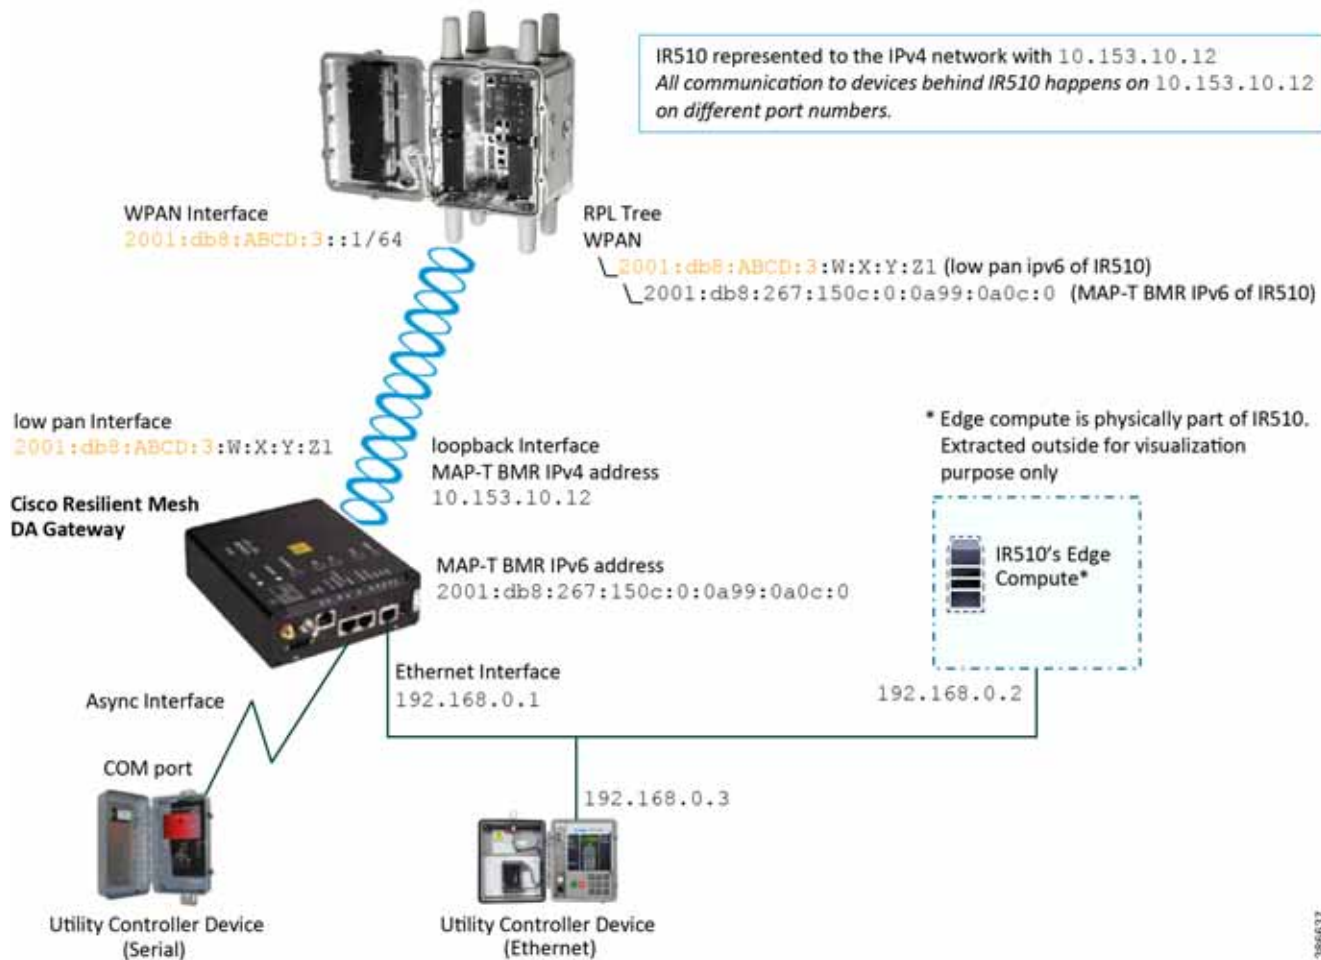 IR510 represented to the IPv4 network with 10.153.10.12
All communication to devices behind IR510 happens on 10.153.10.12
on different port numbers.
WPAN Interface
2001:db8:ABCD:3::1/64
RPL Tree
WPAN
2001:db8:ABCD:3:W:X:Y:Z1 (low pan ipv6 of IR510)
2001:db8:267:150c:0:0a99:0a0c:0 (MAP-T BMR IPv6 of IR510)
low pan Interface
2001:db8:ABCD:3:W:X:Y:Z1
loopback Interface
MAP-T BMR IPv4 address
10.153.10.12
* Edge compute is physically part of IR510.
Extracted outside for visualization
purpose only
Cisco Resilient Mesh
DA Gateway
MAP-T BMR IPv6 address
2001:db8:267:150c:0:0a99:0a0c:0
IR510's Edge
Compute*
Ethernet Interface
192.168.0.1
192.168.0.2
Async Interface
COM port
192.168.0.3
Utility Controller Device
(Serial)
Utility Controller Device
(Ethernet)